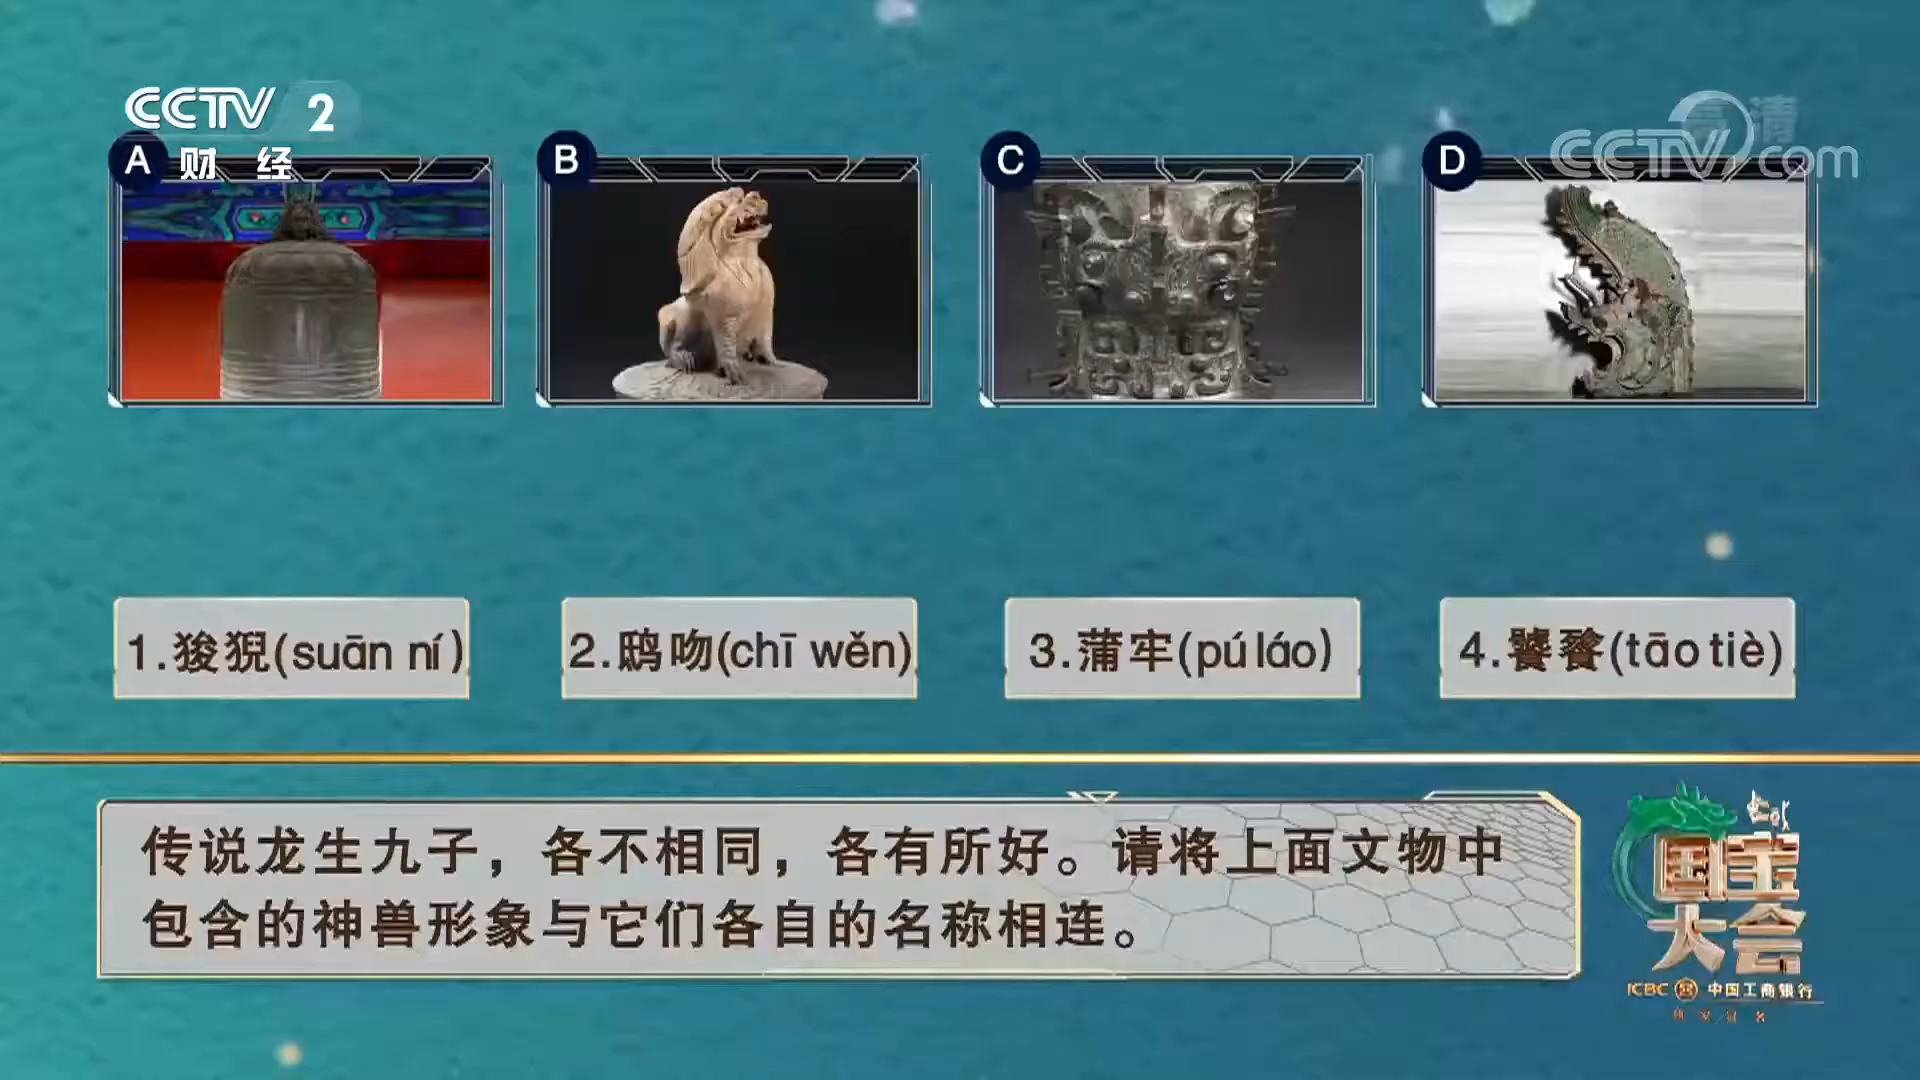 CCTV 2
财 经
高清
CCTV.com
A
B
C
D
1.狻猊(suān ní)
2.鸱吻(chī wěn)
3.蒲牢(pú láo)
4.饕餮(tāo tiè)
传说龙生九子，各不相同，各有所好。请将上面文物中
包含的神兽形象与它们各自的名称相连。
国宝
大会
ICBC 中国工商银行